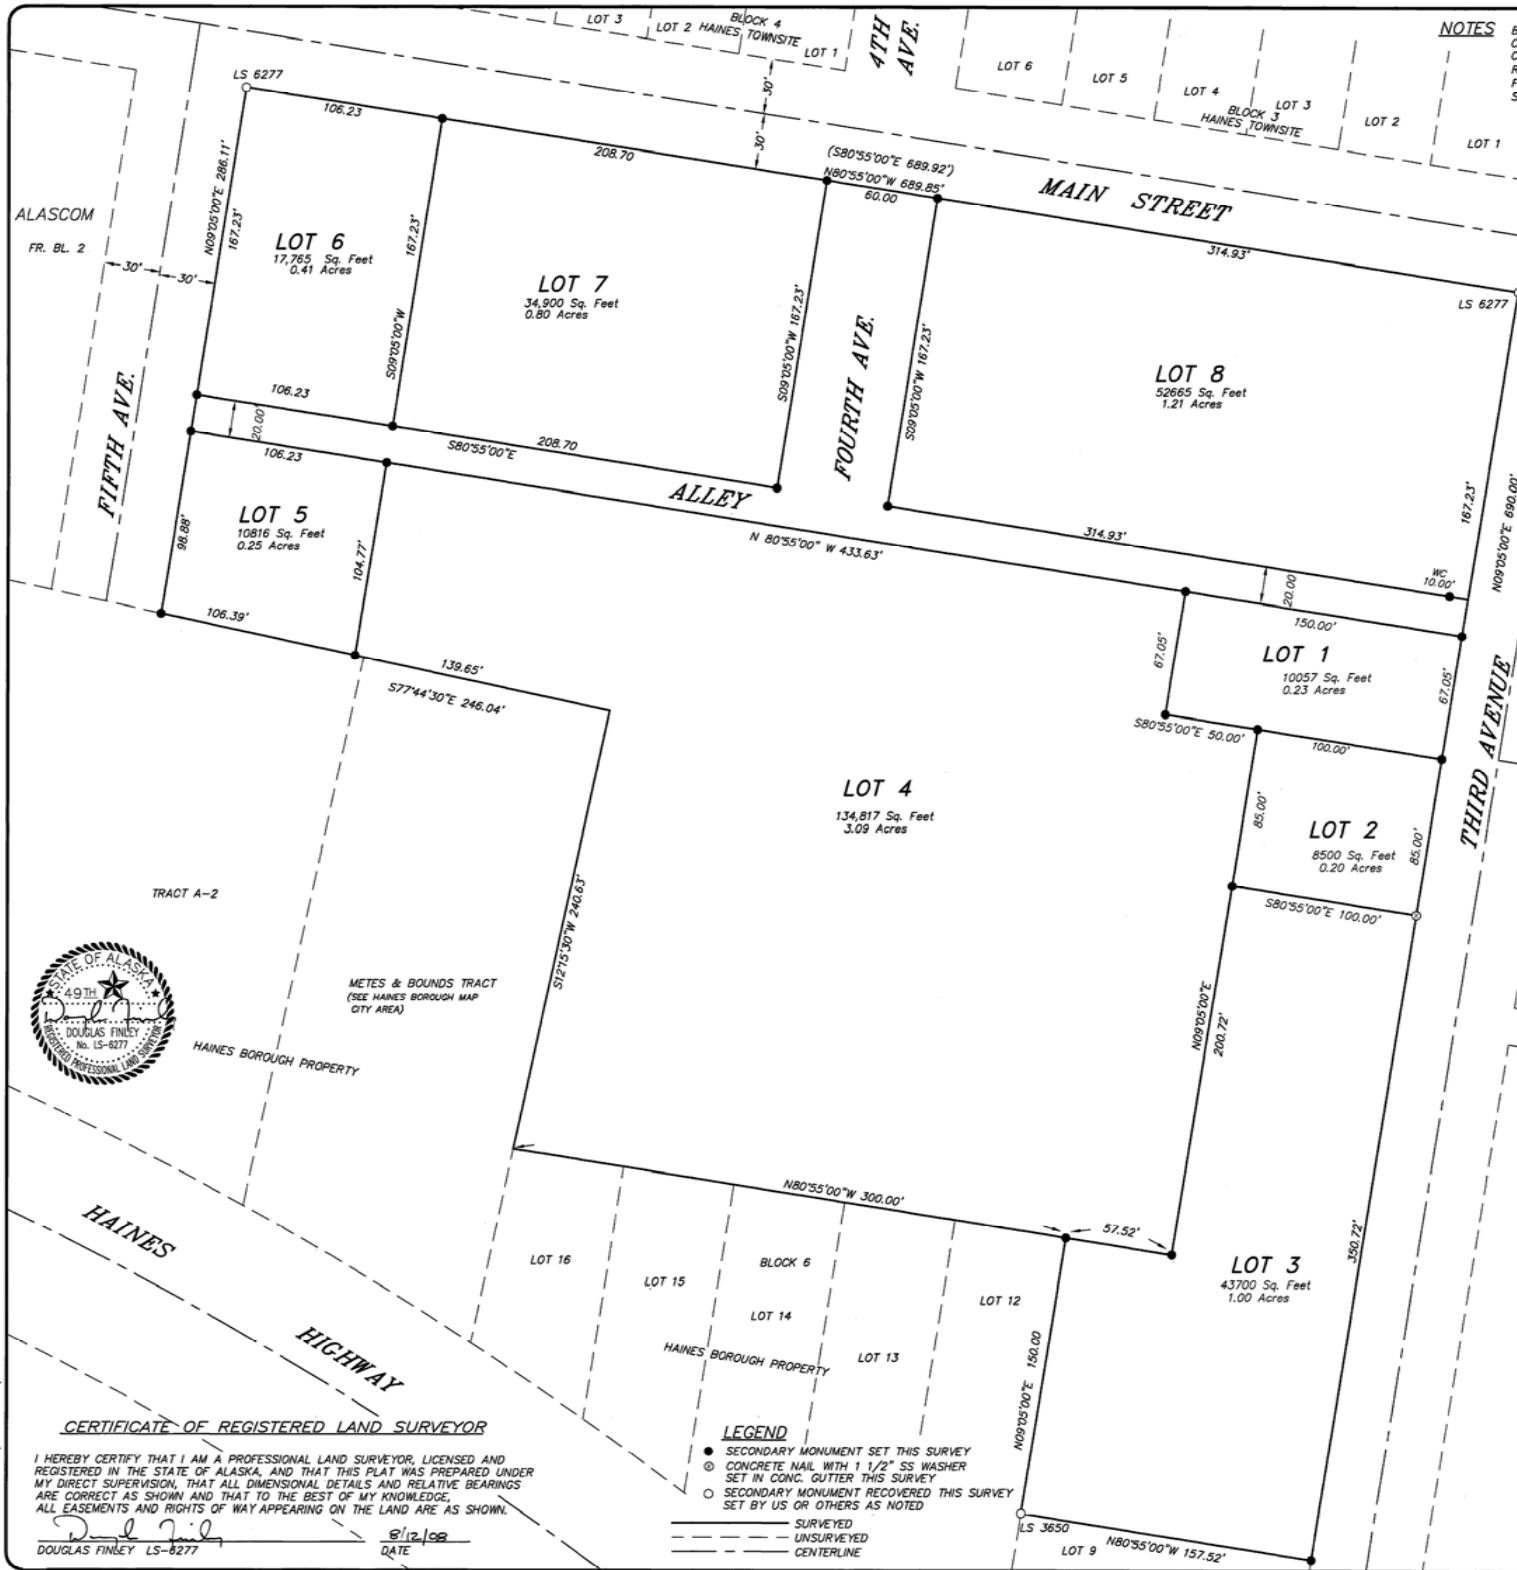 LOT 3
LOT 2
BLOCK 4
HAINES TOWNSITE
LOT 1
4TH
AVE.
LOT 6
LOT 5
LOT 4
BLOCK 3
HAINES TOWNSITE
LOT 3
LOT 2
LOT 1
NOTES
LS 6277
106.23
208.70
30'
30'
(S80°55'00"E 689.92')
N80°55'00"W 689.85'
60.00
MAIN STREET
314.93'
LS 6277
ALASCOM
FR. BL. 2
30'
30'
N09°05'00"E 286.11'
167.23'
LOT 6
17,765 Sq. Feet
0.41 Acres
167.23'
S09°05'00"W
LOT 7
34,900 Sq. Feet
0.80 Acres
S09°05'00"W 167.23'
FOURTH AVE.
S09°05'00"W 167.23'
LOT 8
52665 Sq. Feet
1.21 Acres
167.23'
N09°05'00"E 690.00'
FIFTH AVE.
106.23
20.00'
106.23
S80°55'00"E
208.70
ALLEY
N 80°55'00" W 433.63'
314.93'
WC
10.00'
20.00
150.00'
LOT 5
10816 Sq. Feet
0.25 Acres
98.88'
104.77'
106.39'
139.65'
S77°44'30"E 246.04'
67.05'
LOT 1
10057 Sq. Feet
0.23 Acres
67.05'
S80°55'00"E 50.00'
100.00'
THIRD AVENUE
LOT 4
134,817 Sq. Feet
3.09 Acres
85.00'
LOT 2
8500 Sq. Feet
0.20 Acres
85.00'
S80°55'00"E 100.00'
TRACT A-2
S12°15'30"W 240.63'
METES & BOUNDS TRACT
(SEE HAINES BOROUGH MAP
CITY AREA)
STATE OF ALASKA
49TH
DOUGLAS FINLEY
No. LS-6277
REGISTERED PROFESSIONAL LAND SURVEYOR
HAINES BOROUGH PROPERTY
N09°05'00"E
200.72'
N80°55'00"W 300.00'
57.52'
350.72'
HAINES
HIGHWAY
LOT 16
LOT 15
BLOCK 6
LOT 14
LOT 13
LOT 12
HAINES BOROUGH PROPERTY
LOT 3
43700 Sq. Feet
1.00 Acres
N09°05'00"E 150.00
CERTIFICATE OF REGISTERED LAND SURVEYOR
I HEREBY CERTIFY THAT I AM A PROFESSIONAL LAND SURVEYOR, LICENSED AND
REGISTERED IN THE STATE OF ALASKA, AND THAT THIS PLAT WAS PREPARED UNDER
MY DIRECT SUPERVISION, THAT ALL DIMENSIONAL DETAILS AND RELATIVE BEARINGS
ARE CORRECT AS SHOWN AND THAT TO THE BEST OF MY KNOWLEDGE,
ALL EASEMENTS AND RIGHTS OF WAY APPEARING ON THE LAND ARE AS SHOWN.
8/12/08
DOUGLAS FINLEY LS-6277
DATE
LEGEND
SECONDARY MONUMENT SET THIS SURVEY
CONCRETE NAIL WITH 1 1/2" SS WASHER
SET IN CONC. GUTTER THIS SURVEY
SECONDARY MONUMENT RECOVERED THIS SURVEY
SET BY US OR OTHERS AS NOTED
SURVEYED
UNSURVEYED
CENTERLINE
LS 3650
LOT 9
N80°55'00"W 157.52'